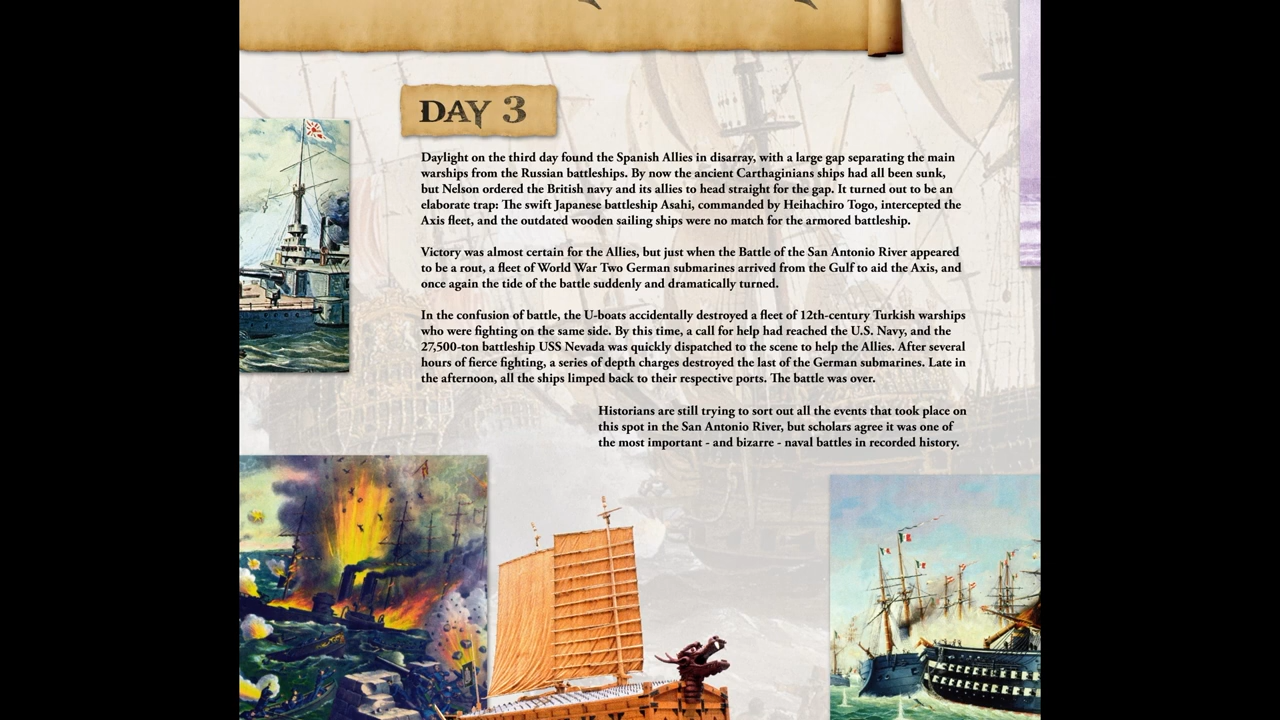 DAY 3
Daylight on the third day found the Spanish Allies in disarray, with a large gap separating the main
warships from the Russian battleships. By now the ancient Carthaginians ships had all been sunk,
but Nelson ordered the British navy and its allies to head straight for the gap. It turned out to be an
elaborate trap: The swift Japanese battleship Asahi, commanded by Heihachiro Togo, intercepted the
Axis fleet, and the outdated wooden sailing ships were no match for the armored battleship.
Victory was almost certain for the Allies, but just when the Battle of the San Antonio River appeared
to be a rout, a fleet of World War Two German submarines arrived from the Gulf to aid the Axis, and
once again the tide of the battle suddenly and dramatically turned.
In the confusion of battle, the U-boats accidentally destroyed a fleet of 12th-century Turkish warships
who were fighting on the same side. By this time, a call for help had reached the U.S. Navy, and the
27,500-ton battleship USS Nevada was quickly dispatched to the scene to help the Allies. After several
hours of fierce fighting, a series of depth charges destroyed the last of the German submarines. Late in
the afternoon, all the ships limped back to their respective ports. The battle was over.
Historians are still trying to sort out all the events that took place on
this spot in the San Antonio River, but scholars agree it was one of
the most important - and bizarre - naval battles in recorded history.